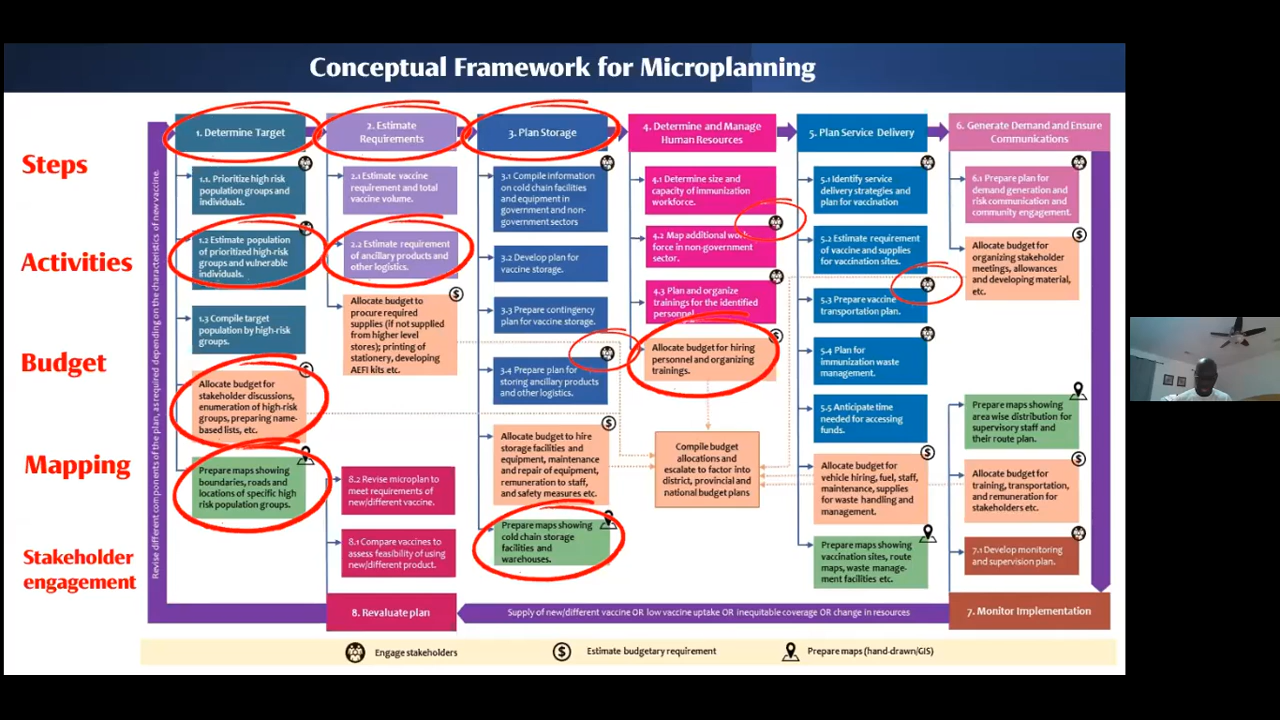 Conceptual Framework for Microplanning
Steps
Activities
Budget
Mapping
Stakeholder
engagement
Revise different components of the plan, as required depending on the characteristics of new vaccine.
1. Determine Target
1.1. Prioritize high risk
population groups and
individuals.
1.2 Estimate population
of prioritized high-risk
groups and vulnerable
individuals.
1.3 Compile target
population by high-risk
groups.
Allocate budget for
stakeholder discussions,
enumeration of high-risk
groups, preparing name-
based lists, etc.
Prepare maps showing
boundaries, roads and
locations of specific high
risk population groups.
2. Estimate
Requirements
2.1 Estimate vaccine
requirement and total
vaccine volume.
2.2 Estimate requirement
of ancillary products and
other logistics.
Allocate budget to
procure required
supplies (if not supplied
from higher level
stores); printing of
stationery, developing
AEFI kits etc.
8.2 Revise microplan to
meet requirements of
new/different vaccine.
8.1 Compare vaccines to
assess feasibility of using
new/different product.
8. Revaluate plan
3. Plan Storage
3.1 Compile information
on cold chain facilities
and equipment in
government and non-
government sectors
3.2 Develop plan for
vaccine storage.
3.3 Prepare contingency
plan for vaccine storage.
3.4 Prepare plan for
storing ancillary products
and other logistics.
Allocate budget to hire
storage facilities and
equipment, maintenance
and repair of equipment,
remuneration to staff,
and safety measures etc.
Prepare maps showing
cold chain storage
facilities and
warehouses.
4. Determine and Manage
Human Resources
4.1 Determine size and
capacity of immunization
workforce.
4.2 Map additional work
force in non-government
sector.
4.3 Plan and organize
trainings for the identified
personnel
Allocate budget for hiring
personnel and organizing
trainings.
Compile budget
allocations and
escalate to factor into
district, provincial and
national budget plans
5. Plan Service Delivery
5.1 Identify service
delivery strategies and
plan for vaccination
5.2 Estimate requirement
of vaccine and supplies
for vaccination sites.
5.3 Prepare vaccine
transportation plan.
5.4 Plan for
immunization waste
management.
5.5 Anticipate time
needed for accessing
funds.
Allocate budget for
vehicle hiring, fuel, staff,
maintenance, supplies
for waste handling and
management.
Prepare maps showing
vaccination sites, route
maps, waste manage-
ment facilities etc.
6. Generate Demand and Ensure
Communications
6.1 Prepare plan for
demand generation and
risk communication and
community engagement.
Allocate budget for
organizing stakeholder
meetings, allowances
and developing material,
etc.
Prepare maps showing
area wise distribution for
supervisory staff and
their route plan.
Allocate budget for
training, transportation,
and remuneration for
stakeholders etc.
7.1 Develop monitoring
and supervision plan.
7. Monitor Implementation
Supply of new/different vaccine OR low vaccine uptake OR inequitable coverage OR change in resources
Engage stakeholders
Estimate budgetary requirement
Prepare maps (hand-drawn/GIS)